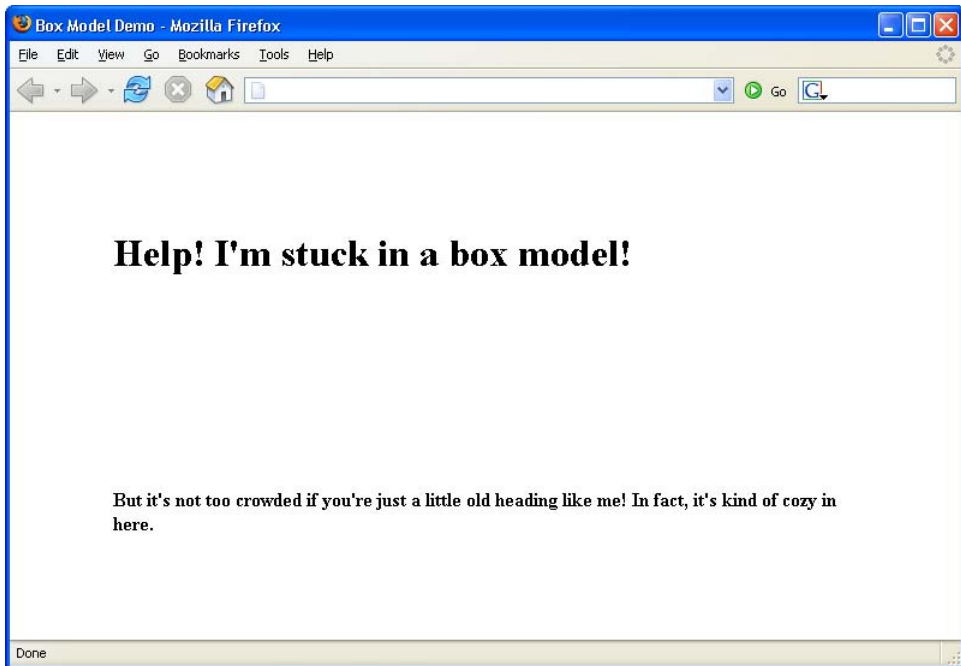 Box Model Demo - Mozilla Firefox
File Edit View Go Bookmarks Tools Help
Go G
Help! I'm stuck in a box model!
But it's not too crowded if you're just a little old heading like me! In fact, it's kind of cozy in
here.
Done